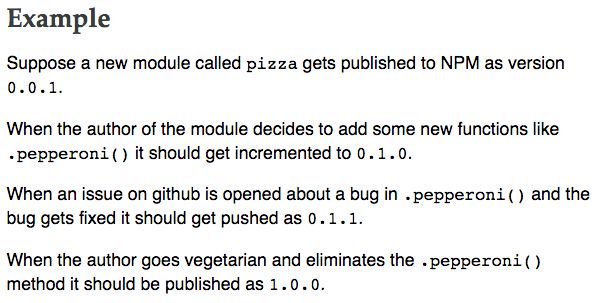 Example
Suppose a new module called pizza gets published to NPM as version
0.0.1.
When the author of the module decides to add some new functions like
.pepperoni() it should get incremented to 0.1.0.
When an issue on github is opened about a bug in .pepperoni() and the
bug gets fixed it should get pushed as 0.1.1.
When the author goes vegetarian and eliminates the .pepperoni()
method it should be published as 1.0.0.